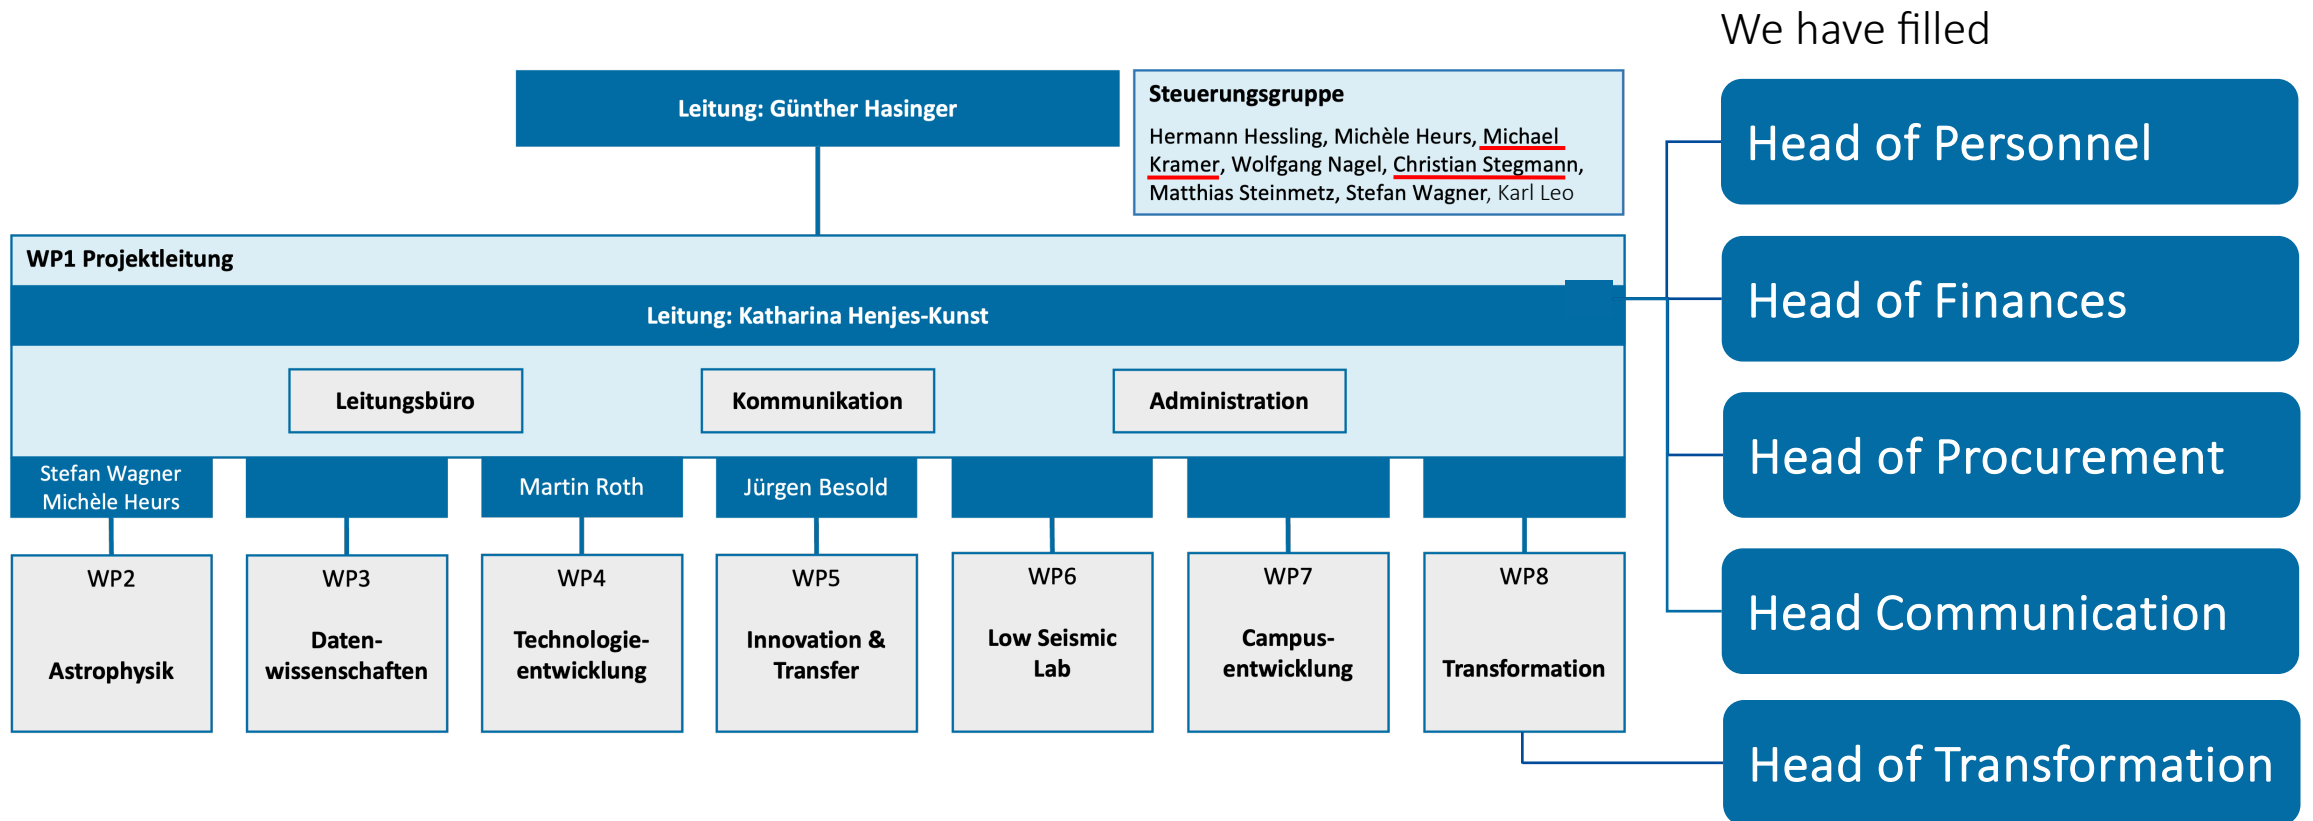 We have filled
Leitung: Günther Hasinger
Steuerungsgruppe
Hermann Hessling, Michèle Heurs, Michael
Kramer, Wolfgang Nagel, Christian Stegmann,
Matthias Steinmetz, Stefan Wagner, Karl Leo
WP1 Projektleitung
Leitung: Katharina Henjes-Kunst
Leitungsbüro
Kommunikation
Administration
Stefan Wagner
Michèle Heurs
Martin Roth
Jürgen Besold
WP2
Astrophysik
WP3
Daten-
wissenschaften
WP4
Technologie-
entwicklung
WP5
Innovation &
Transfer
WP6
Low Seismic
Lab
WP7
Campus-
entwicklung
WP8
Transformation
Head of Personnel
Head of Finances
Head of Procurement
Head Communication
Head of Transformation